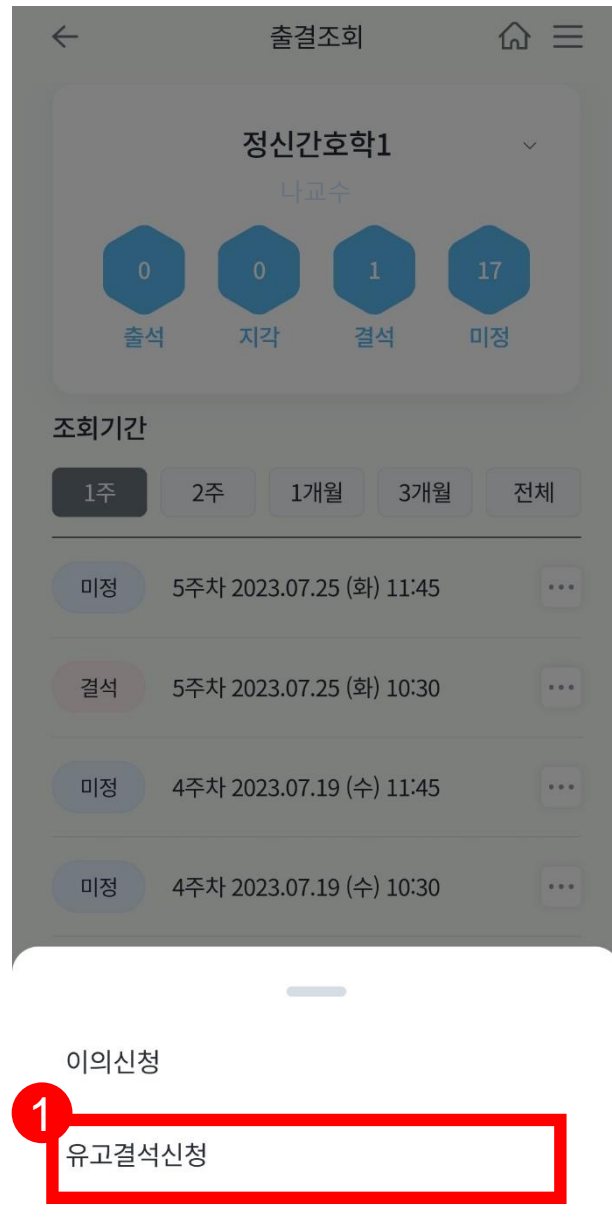 출결조회
정신간호학1
나교수
0 0 1 17
출석 지각 결석 미정
조회기간
1주 2주 1개월 3개월 전체
미정 5주차 2023.07.25 (화) 11:45
결석 5주차 2023.07.25 (화) 10:30
미정 4주차 2023.07.19 (수) 11:45
미정 4주차 2023.07.19 (수) 10:30
이의신청
1
유고결석신청